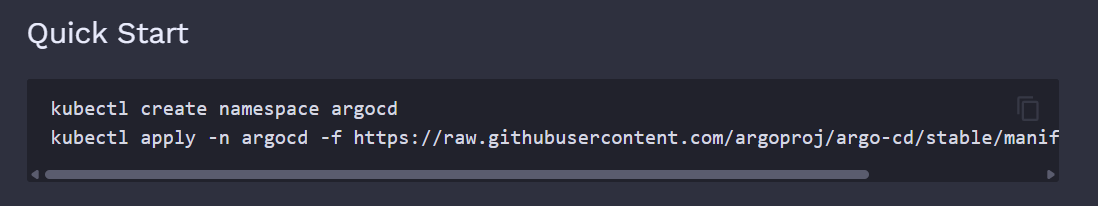 Quick Start
kubectl create namespace argocd
kubectl apply -n argocd -f https://raw.githubusercontent.com/argoproj/argo-cd/stable/manif